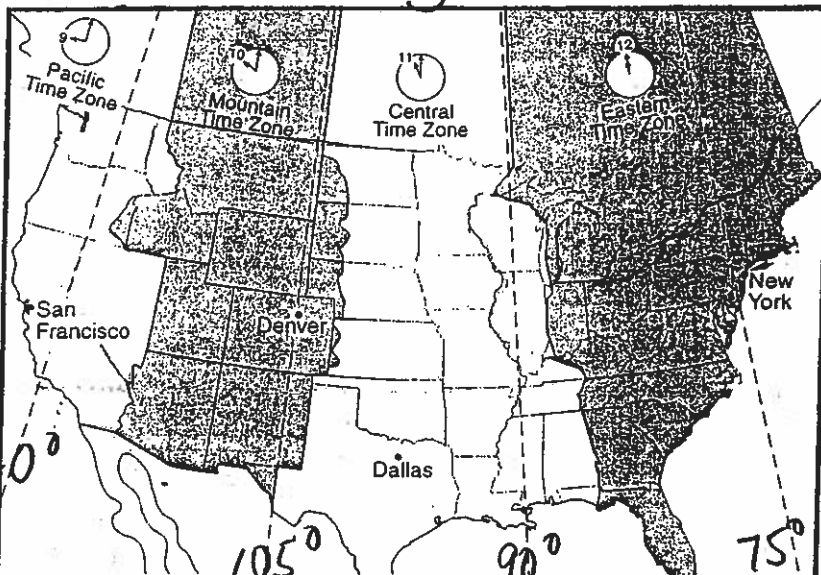 9
Pacific
Time Zone
10
Mountain
Time Zone
11
Central
Time Zone
12
Eastern
Time Zone
San
Francisco
Denver
Dallas
New
York
0°
105°
90°
75°